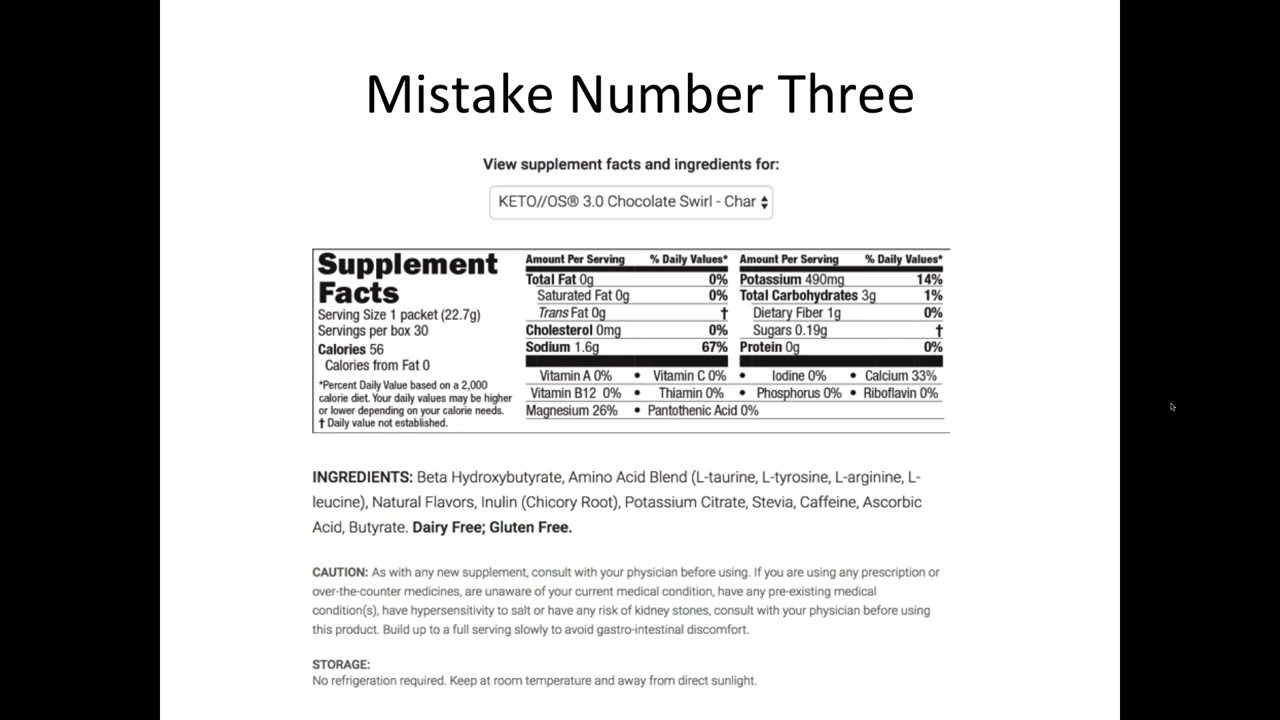 Mistake Number Three
View supplement facts and ingredients for:
KETO//OS® 3.0 Chocolate Swirl - Char
Supplement
Facts
Serving Size 1 packet (22.7g)
Servings per box 30
Calories 56
Calories from Fat 0
*Percent Daily Value based on a 2,000
calorie diet. Your daily values may be higher
or lower depending on your calorie needs.
† Daily value not established.
Amount Per Serving % Daily Values*
Total Fat 0g 0%
Saturated Fat 0g 0%
Trans Fat 0g †
Cholesterol 0mg 0%
Sodium 1.6g 67%
Amount Per Serving % Daily Values*
Potassium 490mg 14%
Total Carbohydrates 3g 1%
Dietary Fiber 1g 0%
Sugars 0.19g †
Protein 0g 0%
Vitamin A 0% • Vitamin C 0% • Iodine 0% • Calcium 33%
Vitamin B12 0% • Thiamin 0% • Phosphorus 0% • Riboflavin 0%
Magnesium 26% • Pantothenic Acid 0%
INGREDIENTS: Beta Hydroxybutyrate, Amino Acid Blend (L-taurine, L-tyrosine, L-arginine, L-
leucine), Natural Flavors, Inulin (Chicory Root), Potassium Citrate, Stevia, Caffeine, Ascorbic
Acid, Butyrate. Dairy Free; Gluten Free.
CAUTION: As with any new supplement, consult with your physician before using. If you are using any prescription or
over-the-counter medicines, are unaware of your current medical condition, have any pre-existing medical
condition(s), have hypersensitivity to salt or have any risk of kidney stones, consult with your physician before using
this product. Build up to a full serving slowly to avoid gastro-intestinal discomfort.
STORAGE:
No refrigeration required. Keep at room temperature and away from direct sunlight.